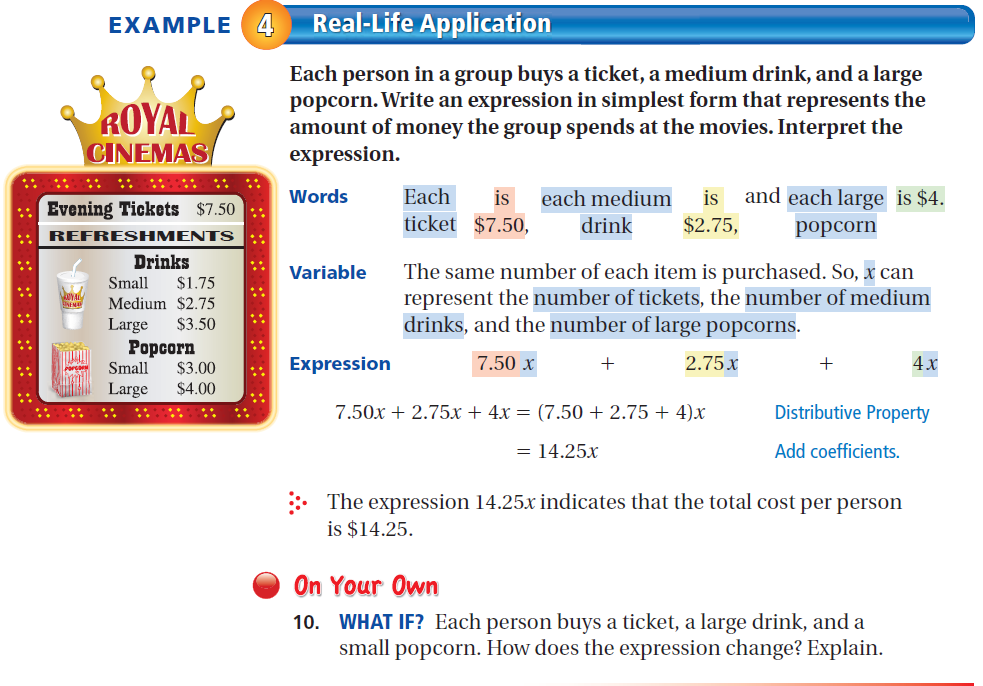 EXAMPLE 4 Real-Life Application
Each person in a group buys a ticket, a medium drink, and a large
popcorn. Write an expression in simplest form that represents the
amount of money the group spends at the movies. Interpret the
expression.
ROYAL
CINEMAS
Evening Tickets $7.50
REFRESHMENTS
Drinks
Small $1.75
Medium $2.75
Large $3.50
Popcorn
Small $3.00
Large $4.00
ROYAL
CINEMAS
POPCORN
Words Each is each medium is and each large is $4.
ticket $7.50, drink $2.75, popcorn
Variable The same number of each item is purchased. So, x can
represent the number of tickets, the number of medium
drinks, and the number of large popcorns.
Expression 7.50 x + 2.75 x + 4 x
7.50x + 2.75x + 4x = (7.50 + 2.75 + 4)x Distributive Property
= 14.25x Add coefficients.
The expression 14.25x indicates that the total cost per person
is $14.25.
On Your Own
10. WHAT IF? Each person buys a ticket, a large drink, and a
small popcorn. How does the expression change? Explain.